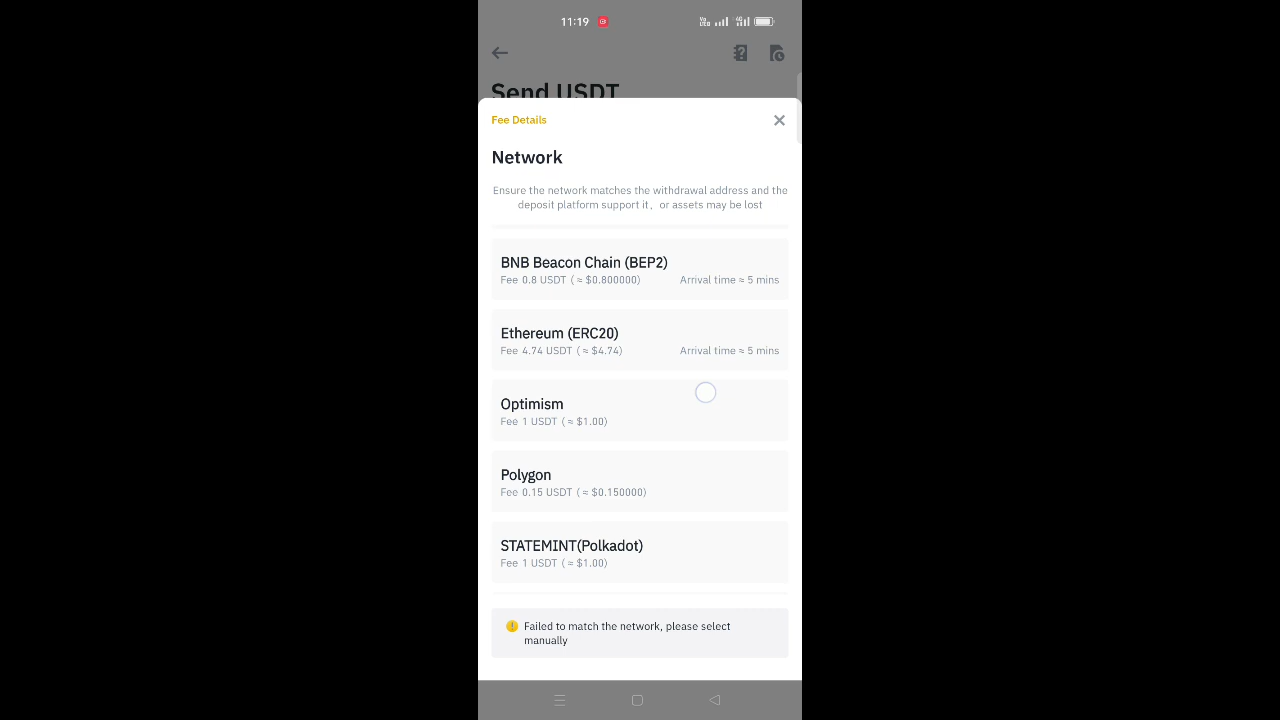 11:19
Send USDT
Fee Details
Network
Ensure the network matches the withdrawal address and the
deposit platform support it、or assets may be lost
BNB Beacon Chain (BEP2)
Fee 0.8 USDT (≈ $0.800000) Arrival time ≈ 5 mins
Ethereum (ERC20)
Fee 4.74 USDT (≈ $4.74) Arrival time ≈ 5 mins
Optimism
Fee 1 USDT (≈ $1.00)
Polygon
Fee 0.15 USDT (≈ $0.150000)
STATEMINT(Polkadot)
Fee 1 USDT (≈ $1.00)
Failed to match the network, please select
manually